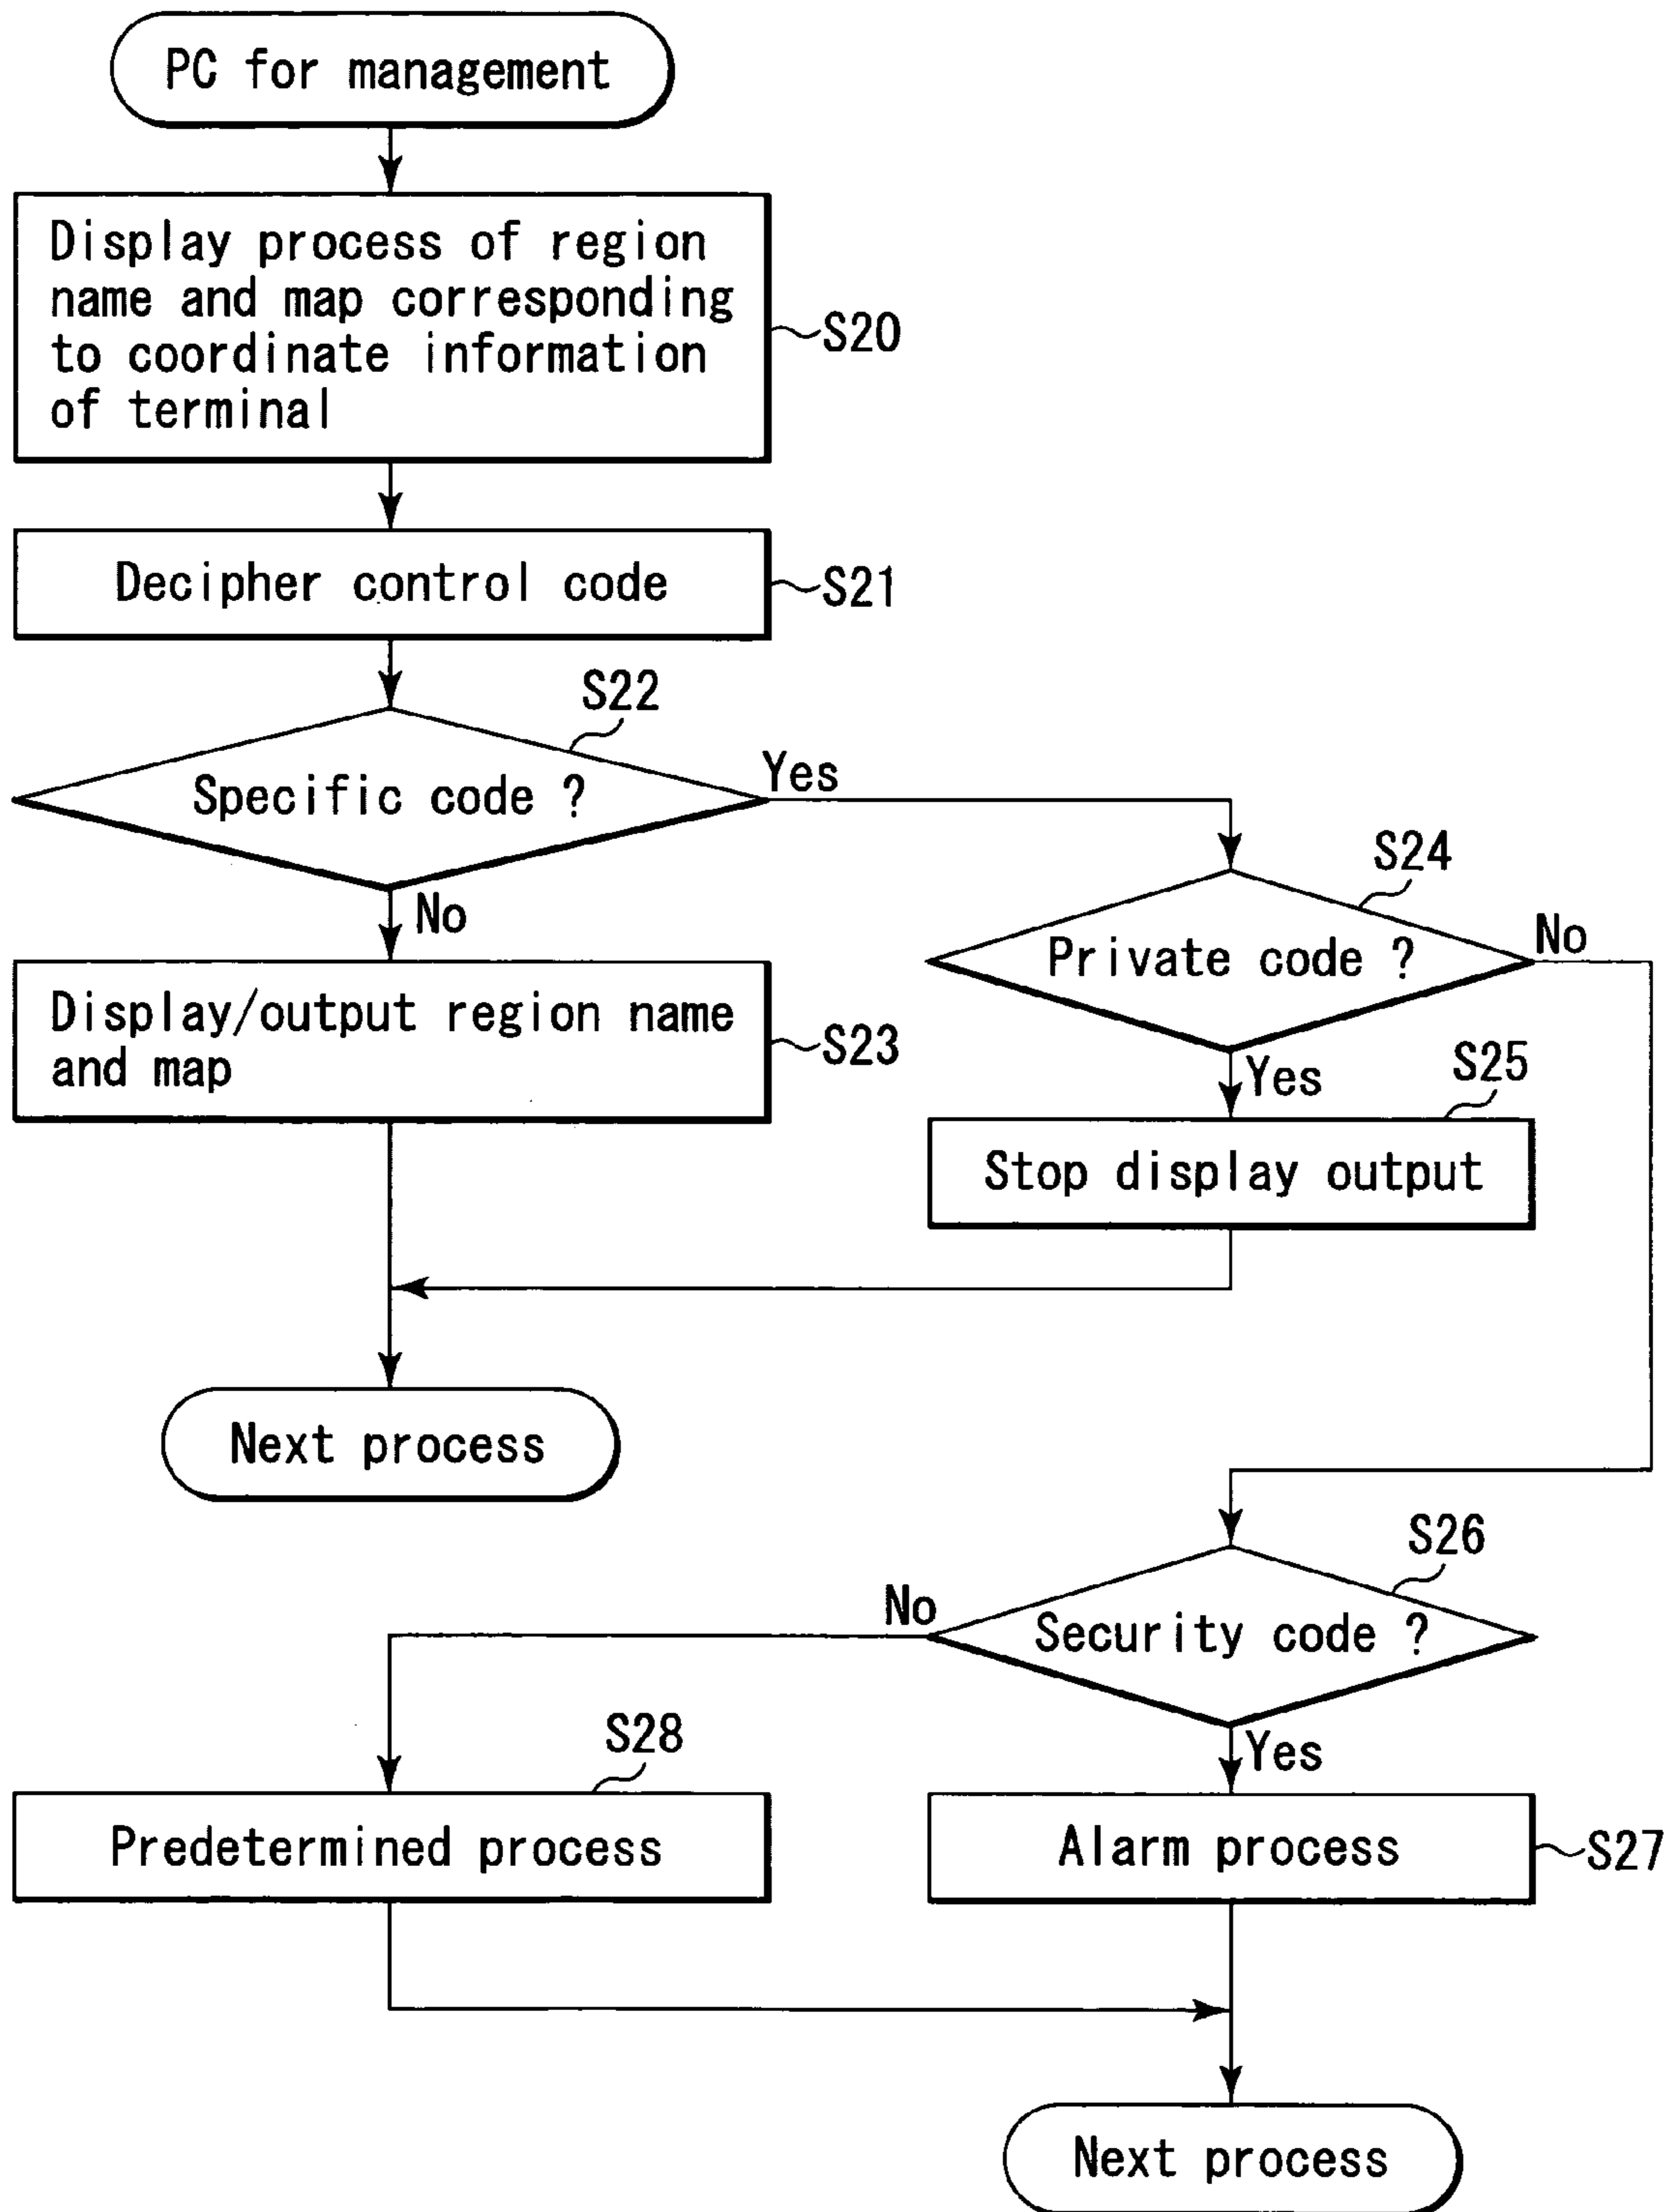 PC for management
Display process of region
name and map corresponding
to coordinate information
of terminal
S20
Decipher control code
S21
S22
Specific code ?
Yes
No
S24
Private code ?
No
Yes
Display/output region name
and map
S23
S25
Stop display output
Next process
S26
Security code ?
No
Yes
S28
Predetermined process
Alarm process
S27
Next process